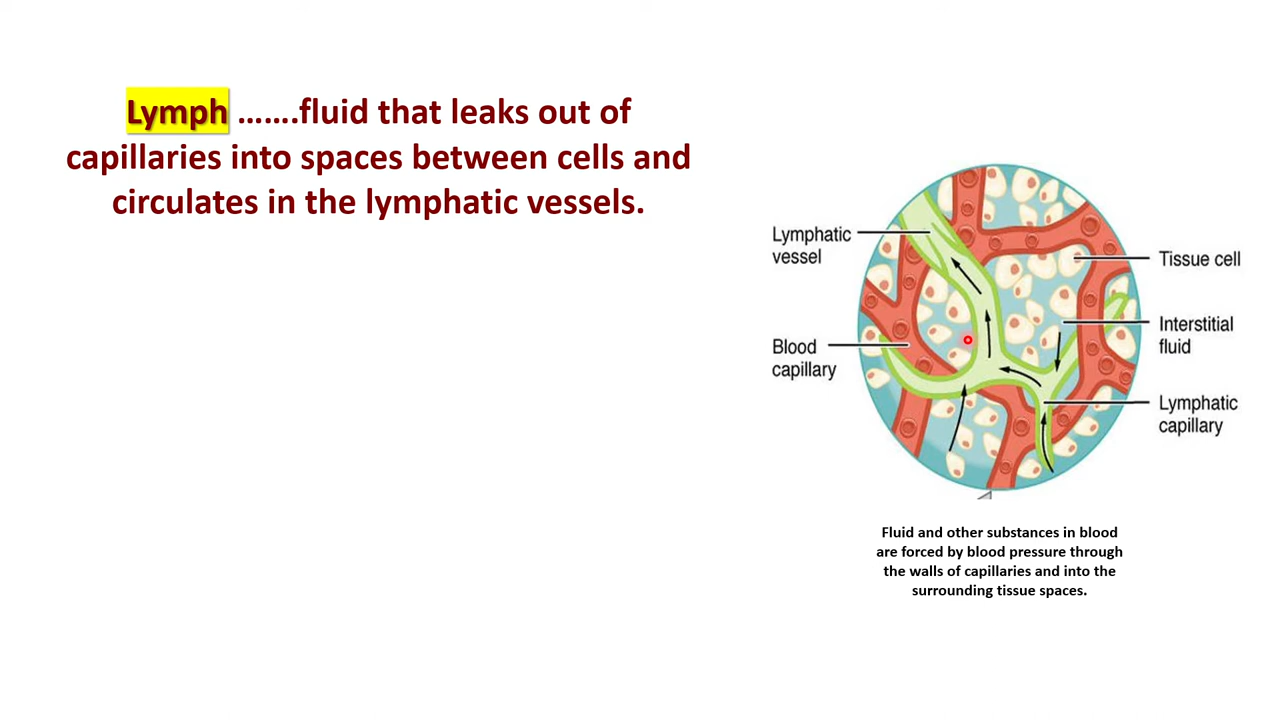 Lymph …….fluid that leaks out of
capillaries into spaces between cells and
circulates in the lymphatic vessels.
Lymphatic
vessel
Blood
capillary
Tissue cell
Interstitial
fluid
Lymphatic
capillary
Fluid and other substances in blood
are forced by blood pressure through
the walls of capillaries and into the
surrounding tissue spaces.